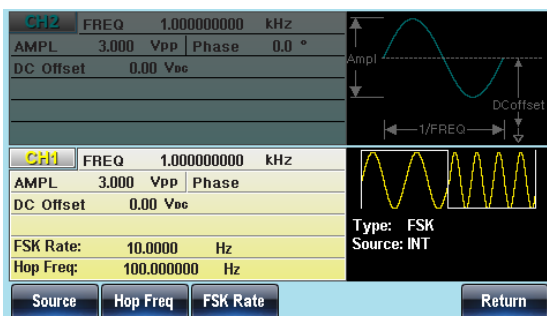 CH2 FREQ 1.000000000 kHz
AMPL 3.000 Vpp Phase 0.0 °
DC Offset 0.00 VDC
Ampl
DCoffset
1/FREQ
CH1 FREQ 1.000000000 kHz
AMPL 3.000 Vpp Phase
DC Offset 0.00 VDC
FSK Rate: 10.0000 Hz
Hop Freq: 100.000000 Hz
Type: FSK
Source: INT
Source Hop Freq FSK Rate Return